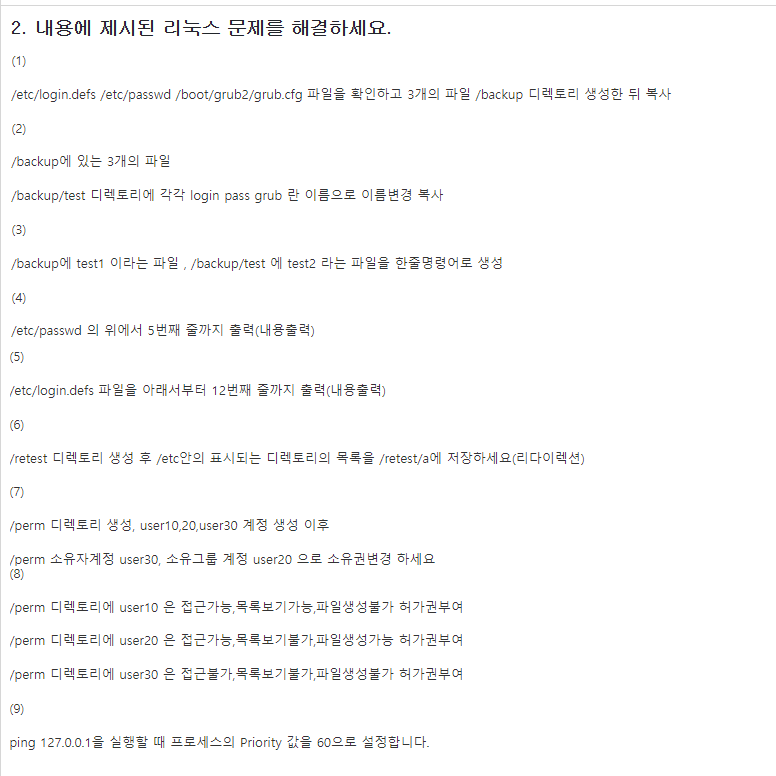 2. 내용에 제시된 리눅스 문제를 해결하세요.
(1)
/etc/login.defs /etc/passwd /boot/grub2/grub.cfg 파일을 확인하고 3개의 파일 /backup 디렉토리 생성한 뒤 복사
(2)
/backup에 있는 3개의 파일
/backup/test 디렉토리에 각각 login pass grub 란 이름으로 이름변경 복사
(3)
/backup에 test1 이라는 파일 , /backup/test 에 test2 라는 파일을 한줄명령어로 생성
(4)
/etc/passwd 의 위에서 5번째 줄까지 출력(내용출력)
(5)
/etc/login.defs 파일을 아래서부터 12번째 줄까지 출력(내용출력)
(6)
/retest 디렉토리 생성 후 /etc안의 표시되는 디렉토리의 목록을 /retest/a에 저장하세요(리다이렉션)
(7)
/perm 디렉토리 생성, user10,20,user30 계정 생성 이후
/perm 소유자계정 user30, 소유그룹 계정 user20 으로 소유권변경 하세요
(8)
/perm 디렉토리에 user10 은 접근가능,목록보기가능,파일생성불가 허가권부여
/perm 디렉토리에 user20 은 접근가능,목록보기불가,파일생성가능 허가권부여
/perm 디렉토리에 user30 은 접근불가,목록보기불가,파일생성불가 허가권부여
(9)
ping 127.0.0.1을 실행할 때 프로세스의 Priority 값을 60으로 설정합니다.